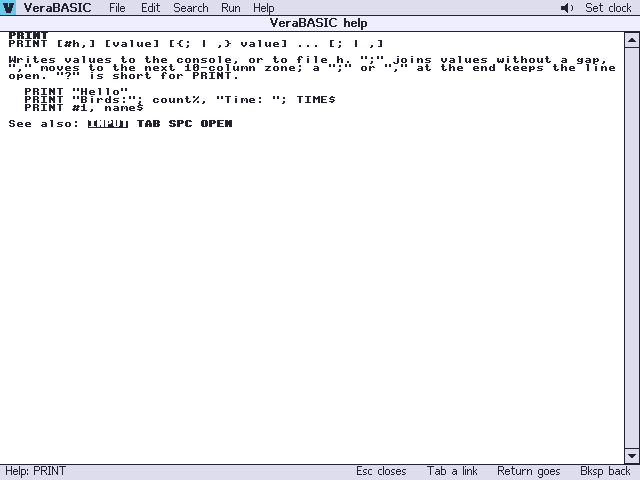 VeraBASIC File Edit Search Run Help Set clock
VeraBASIC help
PRINT
PRINT [#h,] [value] [{; | ,} value] ... [; | ,]
Writes values to the console, or to file h. ";" joins values without a gap,
"," moves to the next 10-column zone; a ";" or "," at the end keeps the line
open. "?" is short for PRINT.
PRINT "Hello"
PRINT "Birds:"; count%, "Time: "; TIME$
PRINT #1, name$
See also: INPUT TAB SPC OPEN
Help: PRINT Esc closes Tab a link Return goes Bksp back